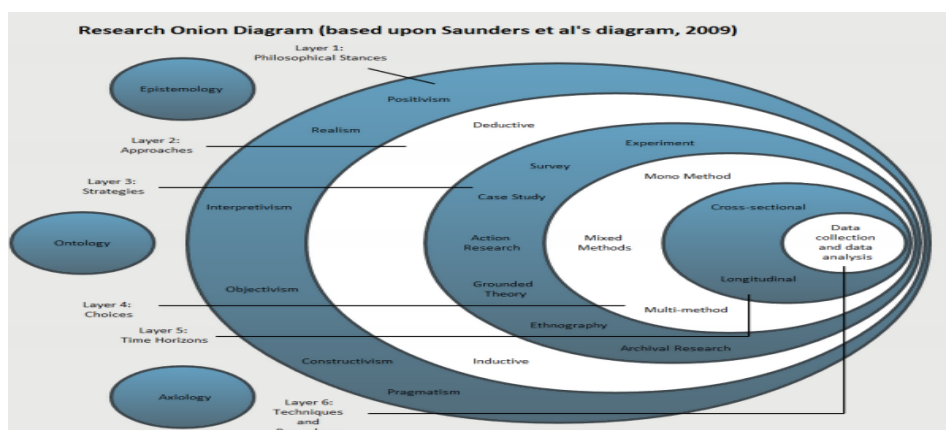 Research Onion Diagram (based upon Saunders et al's diagram, 2009)
Layer 1:
Philosophical Stances
Epistemology
Positivism
Deductive
Realism
Experiment
Layer 2:
Approaches
Survey
Mono Method
Layer 3:
Strategies
Case Study
Interpretivism
Cross-sectional
Data
collection
and data
analysis
Ontology
Action
Research
Mixed
Methods
Longitudinal
Objectivism
Grounded
Theory
Layer 4:
Choices
Multi-method
Ethnography
Layer 5:
Time Horizons
Archival Research
Constructivism
Inductive
Pragmatism
Axiology
Layer 6:
Techniques
and